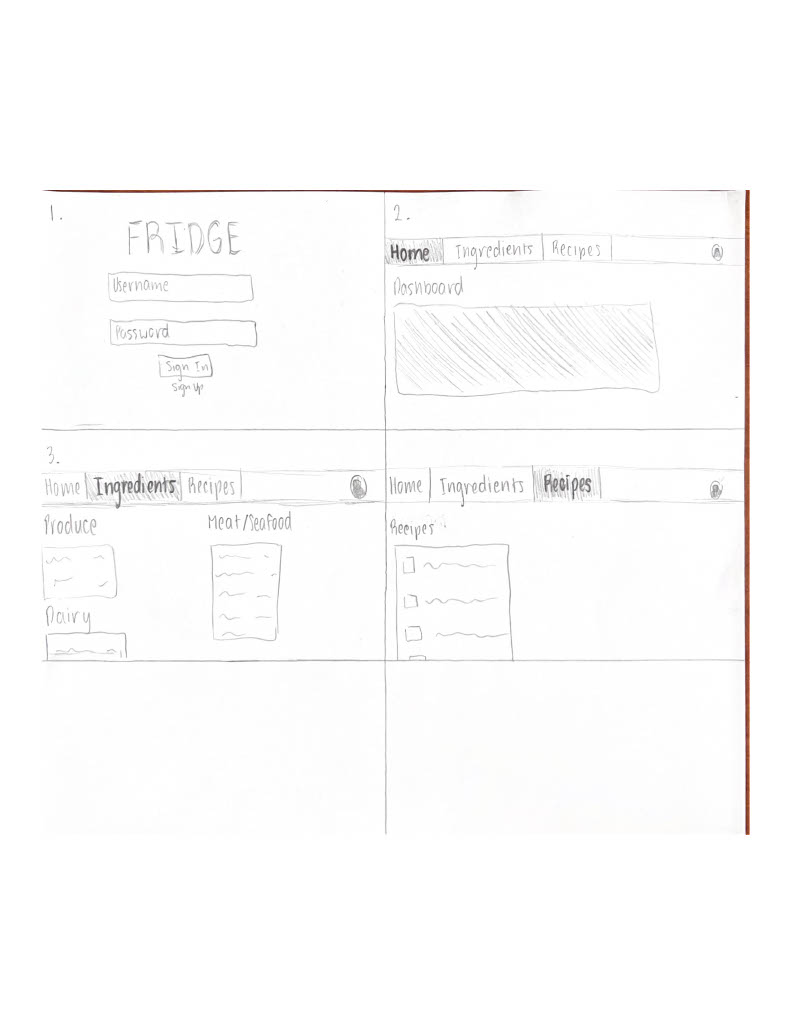 1.
FRIDGE
Username
Password
Sign In
Sign Up
2.
Home Ingredients Recipes
Dashboard
3.
Home Ingredients Recipes
Produce Meat/Seafood
Dairy
Home Ingredients Recipes
Recipes